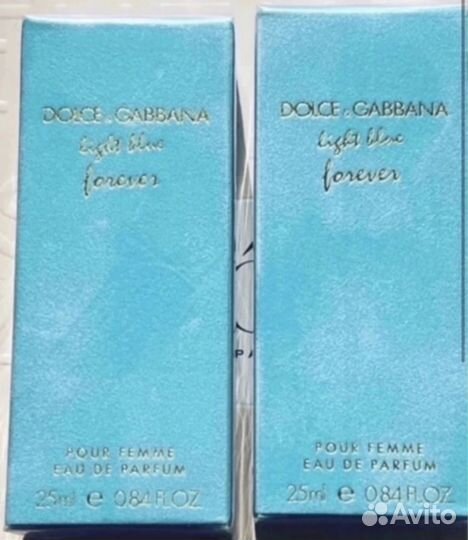 DOLCE & GABBANA
light blue
forever
POUR FEMME
EAU DE PARFUM
25ml e 0.84 FL.OZ.
DOLCE & GABBANA
light blue
forever
POUR FEMME
EAU DE PARFUM
25ml e 0.84 FL.OZ.
Avito